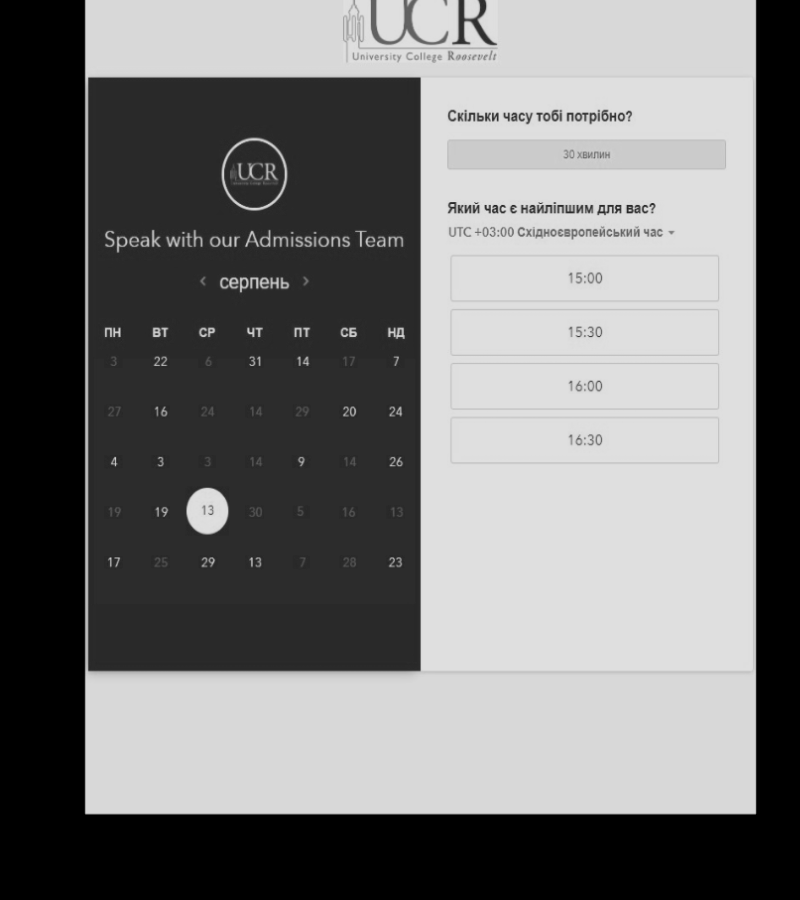 UCR
University College Roosevelt
UCR
Speak with our Admissions Team
серпень
ПН ВТ СР ЧТ ПТ СБ НД
3 22 6 31 14 17 7
27 16 24 14 29 20 24
4 3 3 14 9 14 26
19 19 13 30 5 16 13
17 25 29 13 7 28 23
Скільки часу тобі потрібно?
30 хвилин
Який час є найліпшим для вас?
UTC +03:00 Східноєвропейський час
15:00
15:30
16:00
16:30